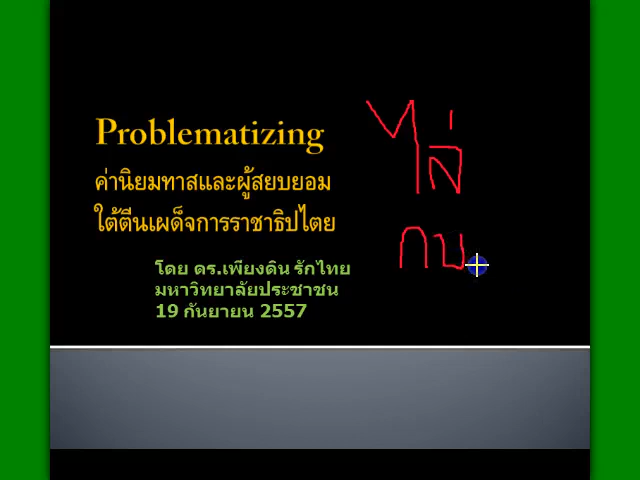 Problematizing
ค่านิยมทาสและผู้สยบยอม
ใต้ตีนเผด็จการราชาธิปไตย
โดย ดร.เพียงดิน รักไทย
มหาวิทยาลัยประชาชน
19 กันยายน 2557
ไล่
กบ